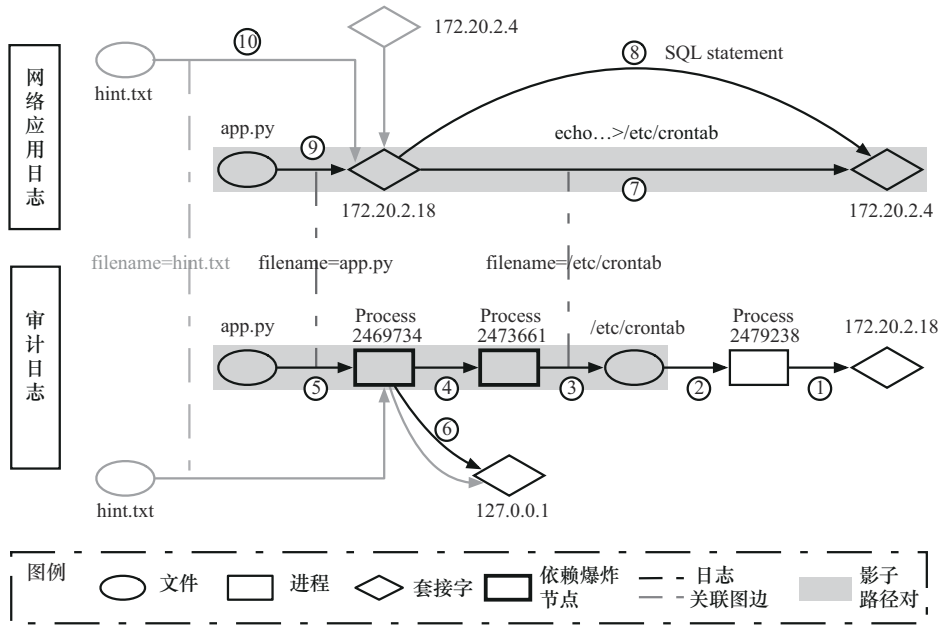 ⑩
172.20.2.4
⑧ SQL statement
网络应用日志
hint.txt
app.py
⑨
echo…>/etc/crontab
⑦
172.20.2.18
172.20.2.4
filename=hint.txt
filename=app.py
filename=/etc/crontab
审计日志
app.py
Process
2469734
Process
2473661
/etc/crontab
Process
2479238
172.20.2.18
⑤
④
③
②
①
⑥
hint.txt
127.0.0.1
图例
文件
进程
套接字
依赖爆炸
节点
日志
关联图边
影子
路径对